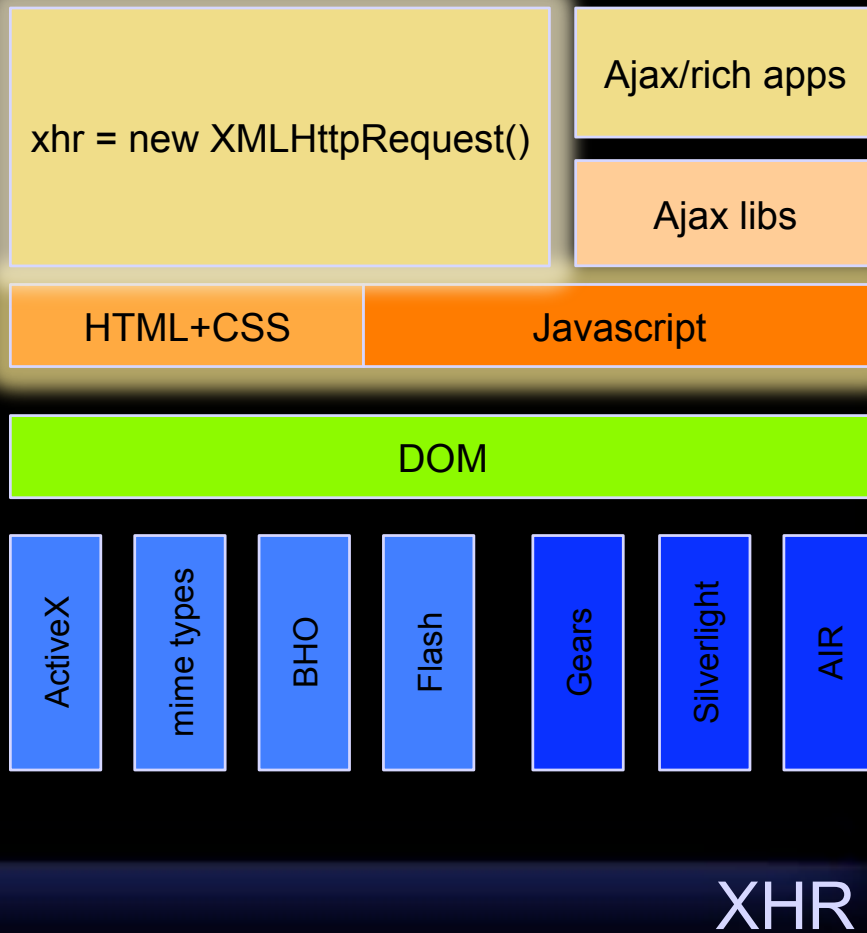 xhr = new XMLHttpRequest()
Ajax/rich apps
Ajax libs
HTML+CSS
Javascript
DOM
ActiveX
mime types
BHO
Flash
Gears
Silverlight
AIR
XHR